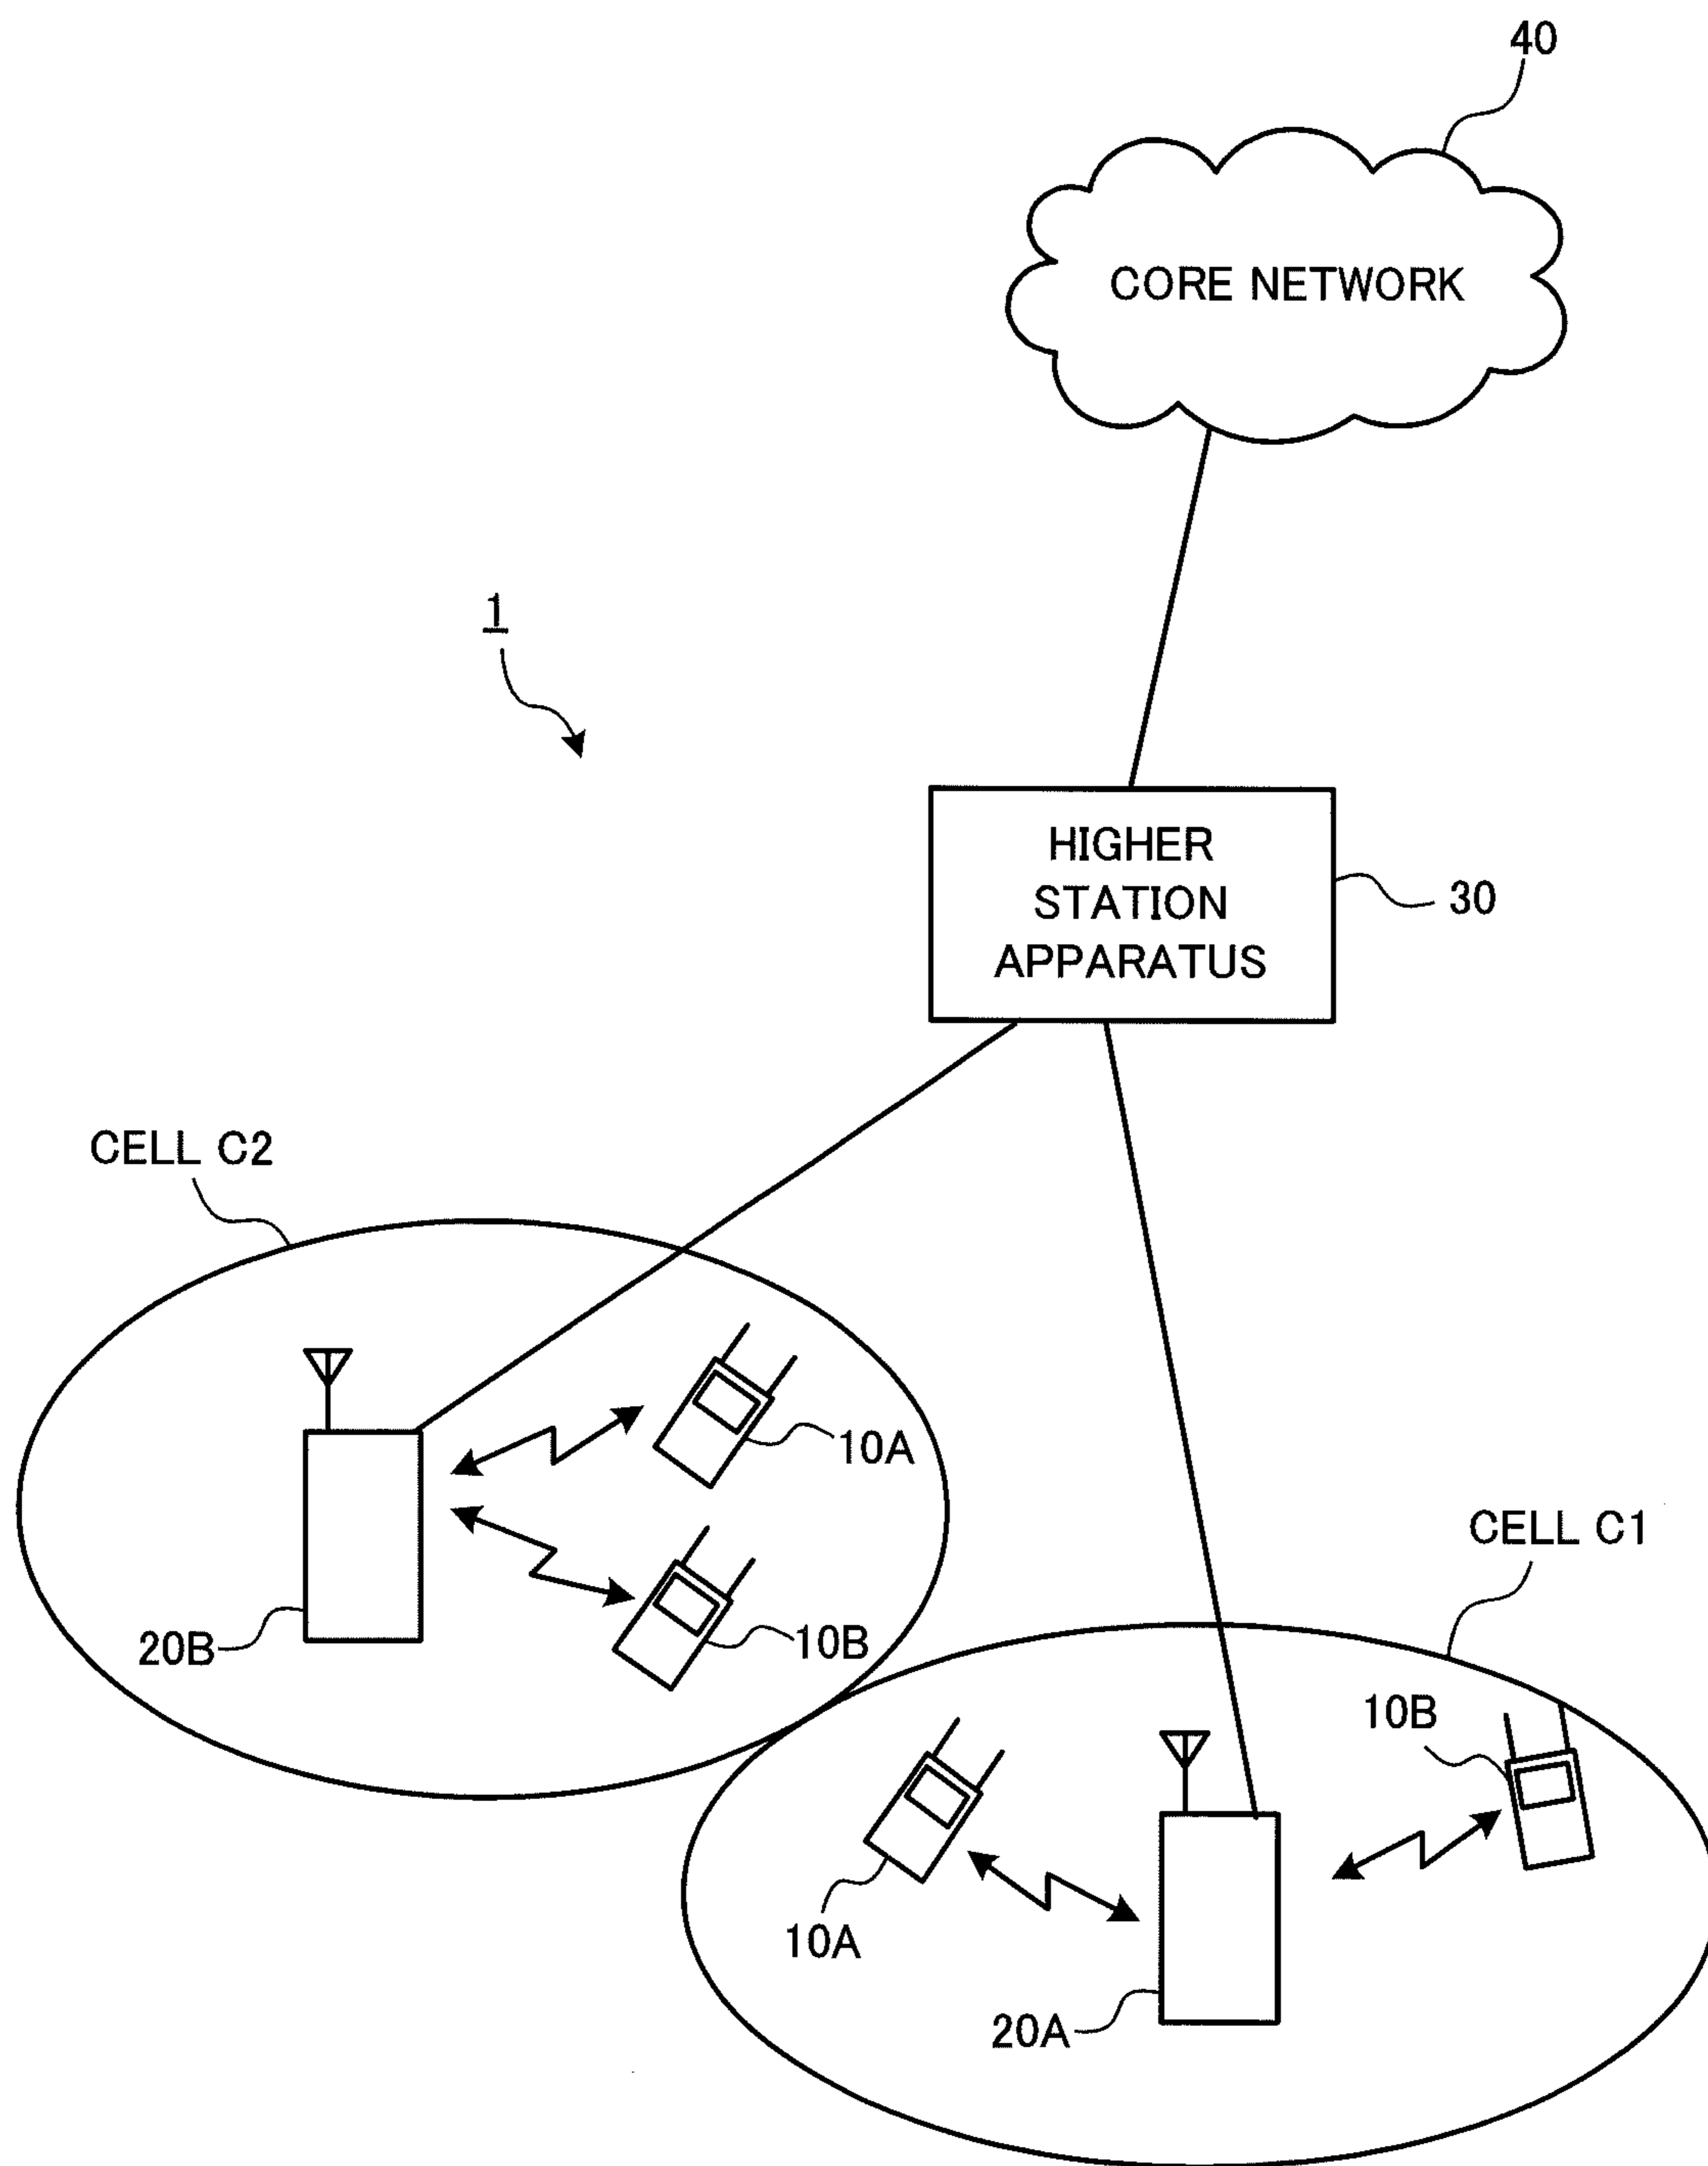 40
CORE NETWORK
1
HIGHER
STATION
APPARATUS
30
CELL C2
10A
CELL C1
20B
10B
10B
10A
20A